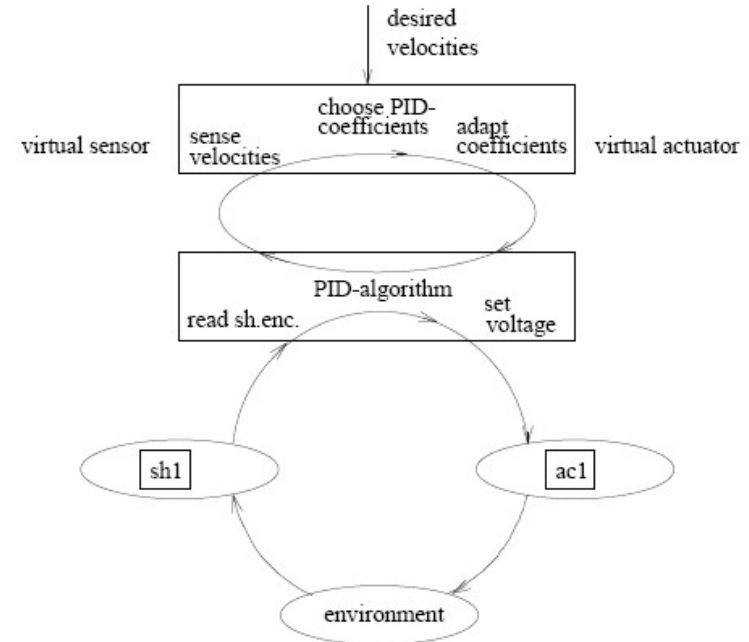 desired
velocities
choose PID-
coefficients
sense
velocities
adapt
coefficients
virtual sensor
virtual actuator
PID-algorithm
read sh.enc.
set
voltage
sh1
ac1
environment